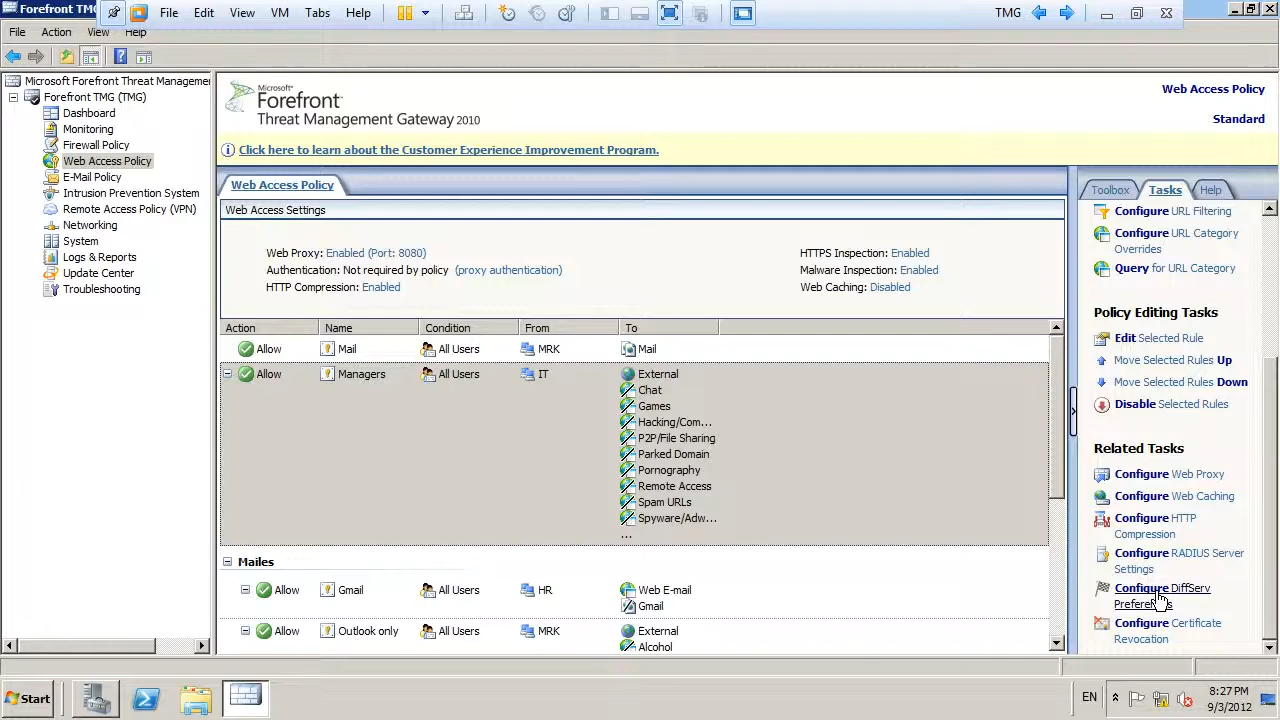 Forefront TM
File Edit View VM Tabs Help
TMG
File Action View Help
Microsoft Forefront Threat Manageme
Forefront TMG (TMG)
Dashboard
Monitoring
Firewall Policy
Web Access Policy
E-Mail Policy
Intrusion Prevention System
Remote Access Policy (VPN)
Networking
System
Logs & Reports
Update Center
Troubleshooting
Microsoft
Forefront
Threat Management Gateway 2010
Web Access Policy
Standard
Click here to learn about the Customer Experience Improvement Program.
Web Access Policy
Web Access Settings
Web Proxy: Enabled (Port: 8080)
Authentication: Not required by policy (proxy authentication)
HTTP Compression: Enabled
HTTPS Inspection: Enabled
Malware Inspection: Enabled
Web Caching: Disabled
Action Name Condition From To
Allow Mail All Users MRK Mail
Allow Managers All Users IT External
Chat
Games
Hacking/Com...
P2P/File Sharing
Parked Domain
Pornography
Remote Access
Spam URLs
Spyware/Adw...
...
Mailes
Allow Gmail All Users HR Web E-mail
Gmail
Allow Outlook only All Users MRK External
Alcohol
Toolbox Tasks Help
Configure URL Filtering
Configure URL Category
Overrides
Query for URL Category
Policy Editing Tasks
Edit Selected Rule
Move Selected Rules Up
Move Selected Rules Down
Disable Selected Rules
Related Tasks
Configure Web Proxy
Configure Web Caching
Configure HTTP
Compression
Configure RADIUS Server
Settings
Configure DiffServ
Preferences
Configure Certificate
Revocation
Start
EN
8:27 PM
9/3/2012